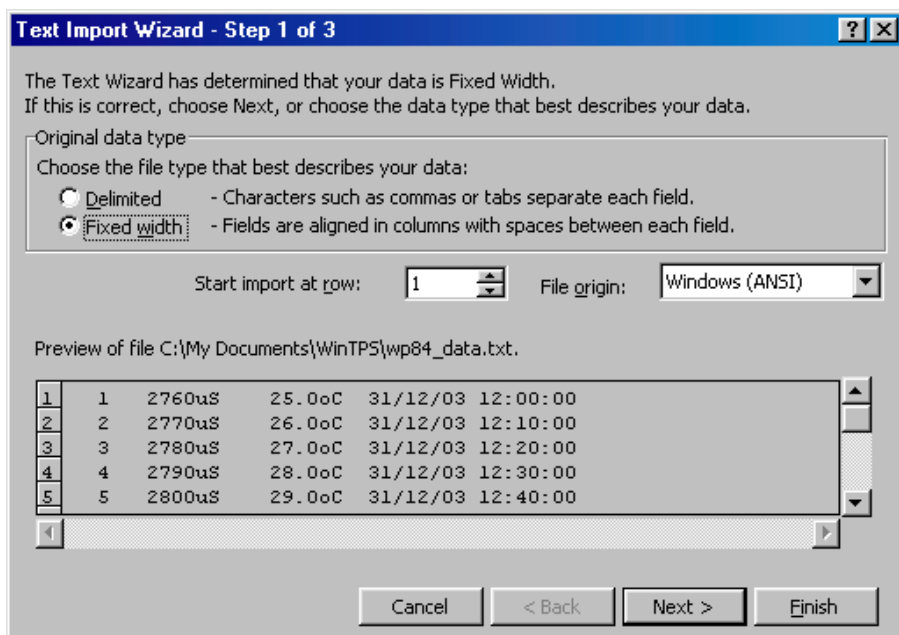 Text Import Wizard - Step 1 of 3
The Text Wizard has determined that your data is Fixed Width.
If this is correct, choose Next, or choose the data type that best describes your data.
Original data type
Choose the file type that best describes your data:
Delimited - Characters such as commas or tabs separate each field.
Fixed width - Fields are aligned in columns with spaces between each field.
Start import at row: 1 File origin: Windows (ANSI)
Preview of file C:\My Documents\WinTPS\wp84_data.txt.
1 1 2760uS 25.0oC 31/12/03 12:00:00
2 2 2770uS 26.0oC 31/12/03 12:10:00
3 3 2780uS 27.0oC 31/12/03 12:20:00
4 4 2790uS 28.0oC 31/12/03 12:30:00
5 5 2800uS 29.0oC 31/12/03 12:40:00
Cancel < Back Next > Finish